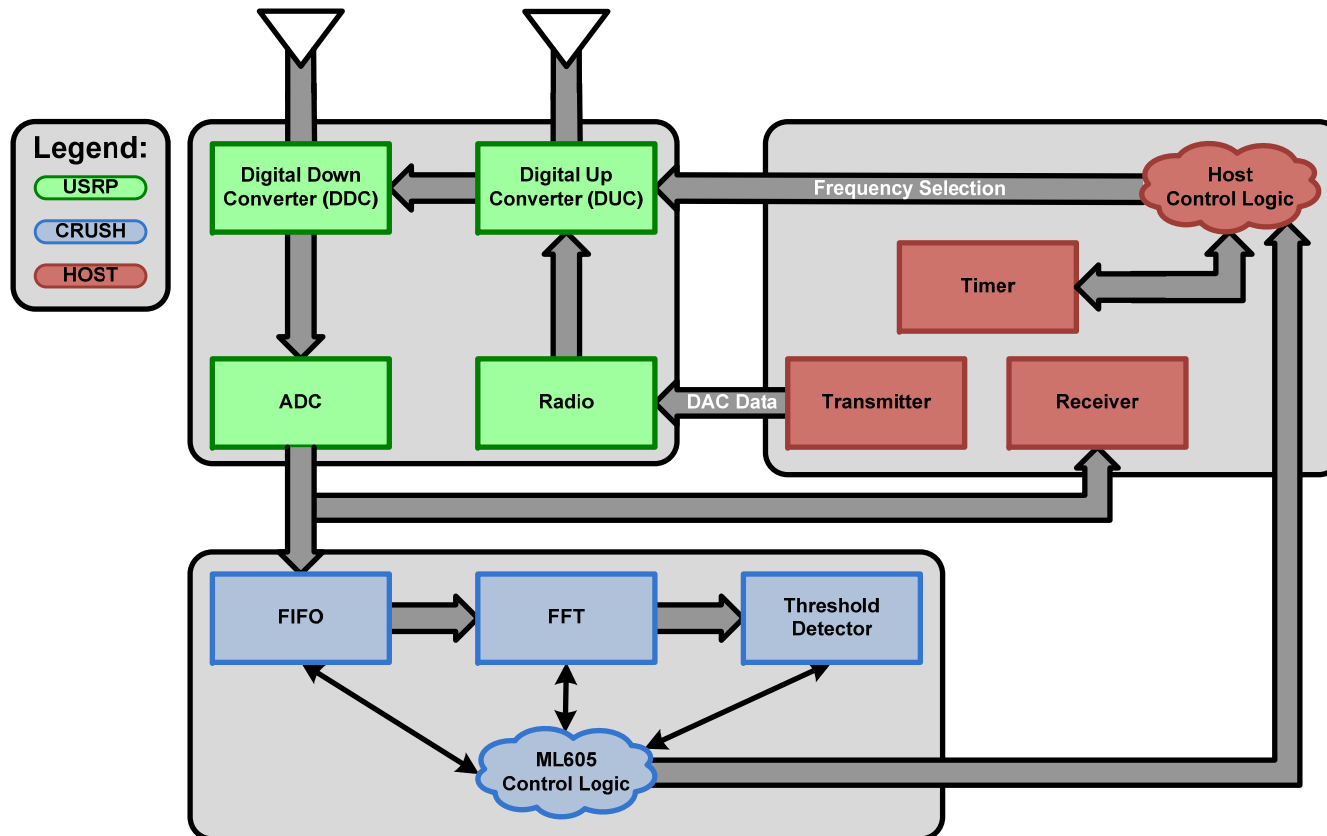 Legend:
USRP
CRUSH
HOST
Digital Down
Converter (DDC)
Digital Up
Converter (DUC)
Frequency Selection
Host
Control Logic
Timer
ADC
Radio
DAC Data
Transmitter
Receiver
FIFO
FFT
Threshold
Detector
ML605
Control Logic